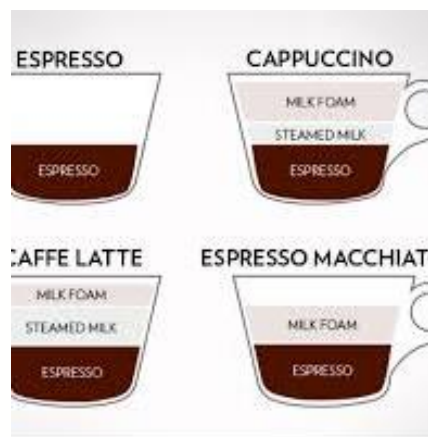 ESPRESSO
CAPPUCCINO
MILK FOAM
STEAMED MILK
ESPRESSO
ESPRESSO
CAFFE LATTE
ESPRESSO MACCHIAT
MILK FOAM
STEAMED MILK
MILK FOAM
ESPRESSO
ESPRESSO